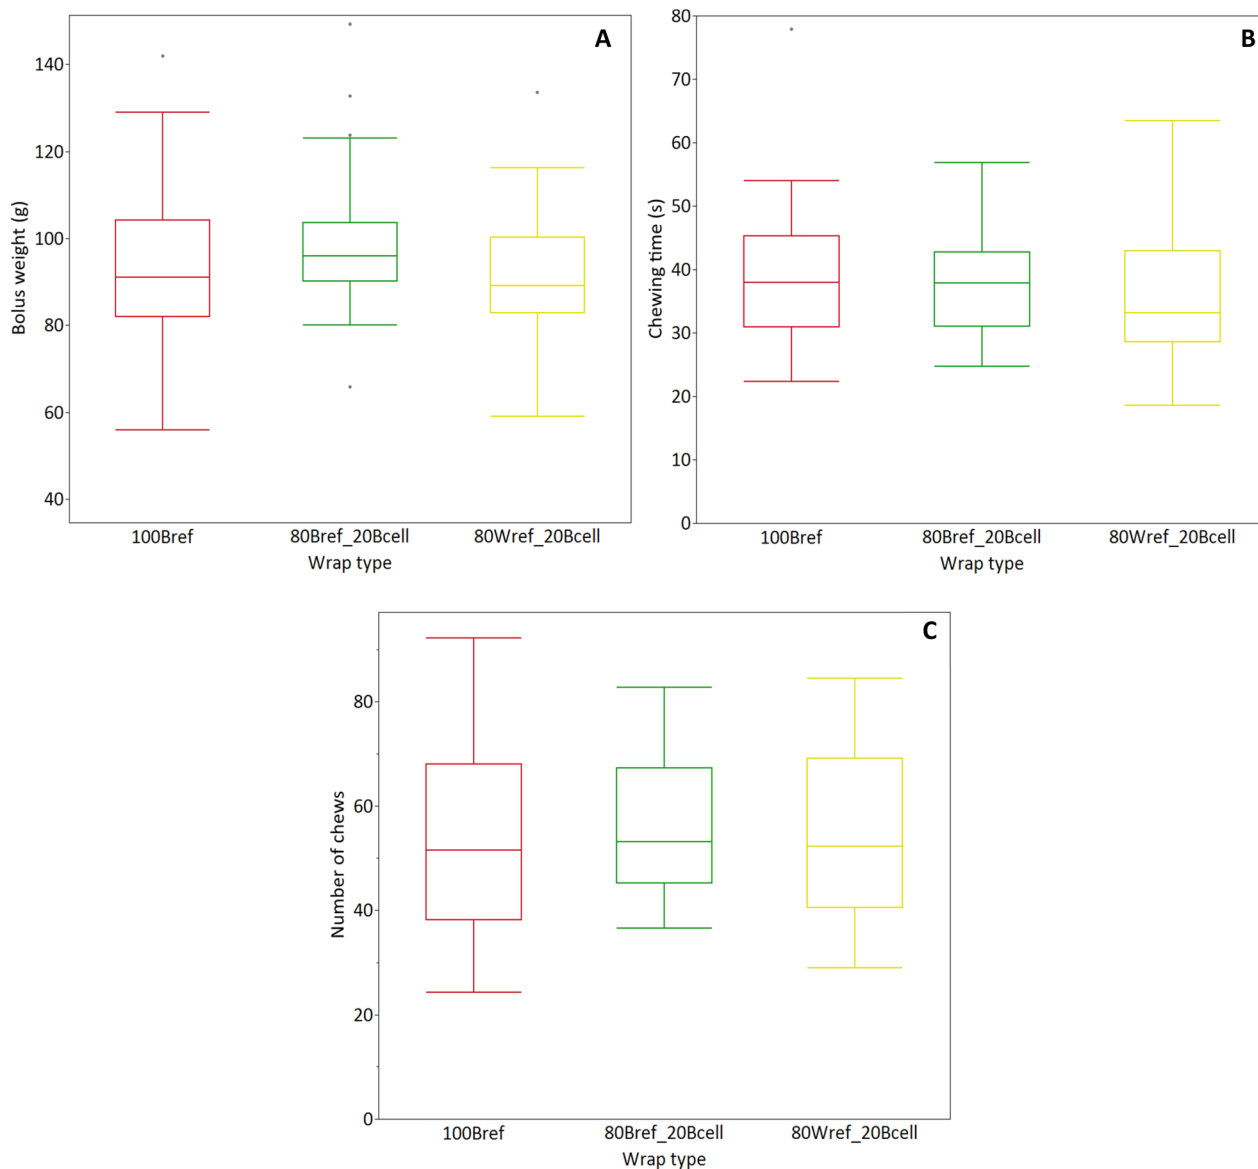 A
Bolus weight (g)
140
120
100
80
60
40
100Bref 80Bref_20Bcell 80Wref_20Bcell
Wrap type
B
Chewing time (s)
80
70
60
50
40
30
20
10
0
100Bref 80Bref_20Bcell 80Wref_20Bcell
Wrap type
C
Number of chews
80
60
40
20
0
100Bref 80Bref_20Bcell 80Wref_20Bcell
Wrap type